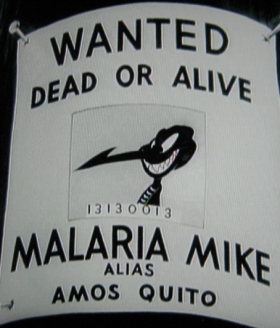 WANTED
DEAD OR ALIVE
13130013
MALARIA MIKE
ALIAS
AMOS QUITO